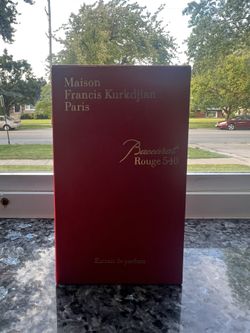 Maison
Francis Kurkdjian
Paris
Baccarat
Rouge 540
Extrait de parfum